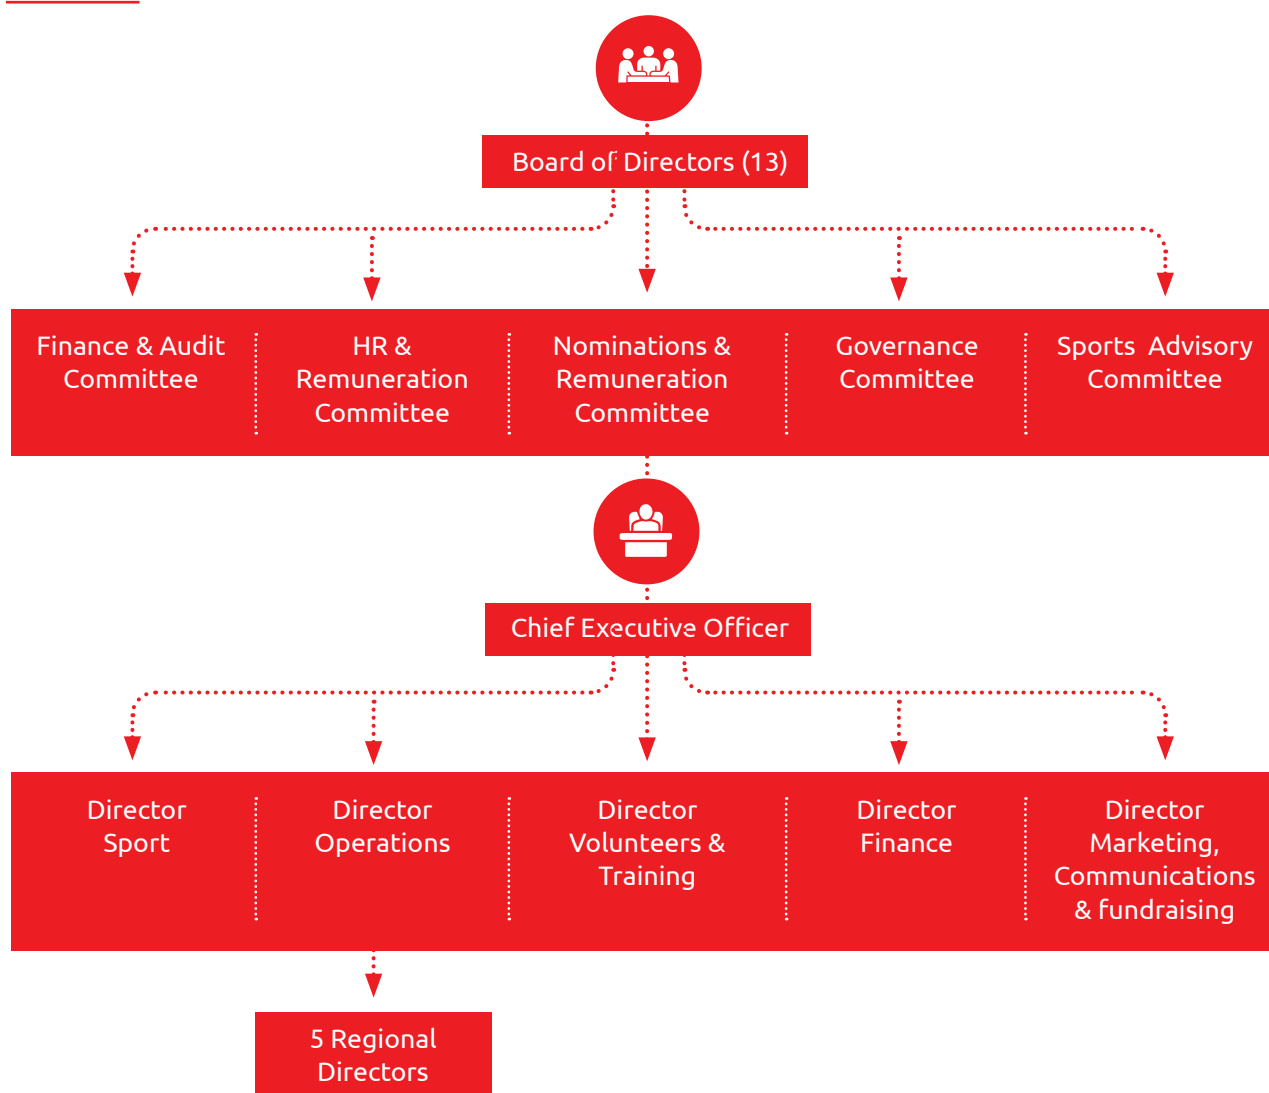 Board of Directors (13)
Finance & Audit
Committee
HR &
Remuneration
Committee
Nominations &
Remuneration
Committee
Governance
Committee
Sports Advisory
Committee
Chief Executive Officer
Director
Sport
Director
Operations
Director
Volunteers &
Training
Director
Finance
Director
Marketing,
Communications
& fundraising
5 Regional
Directors